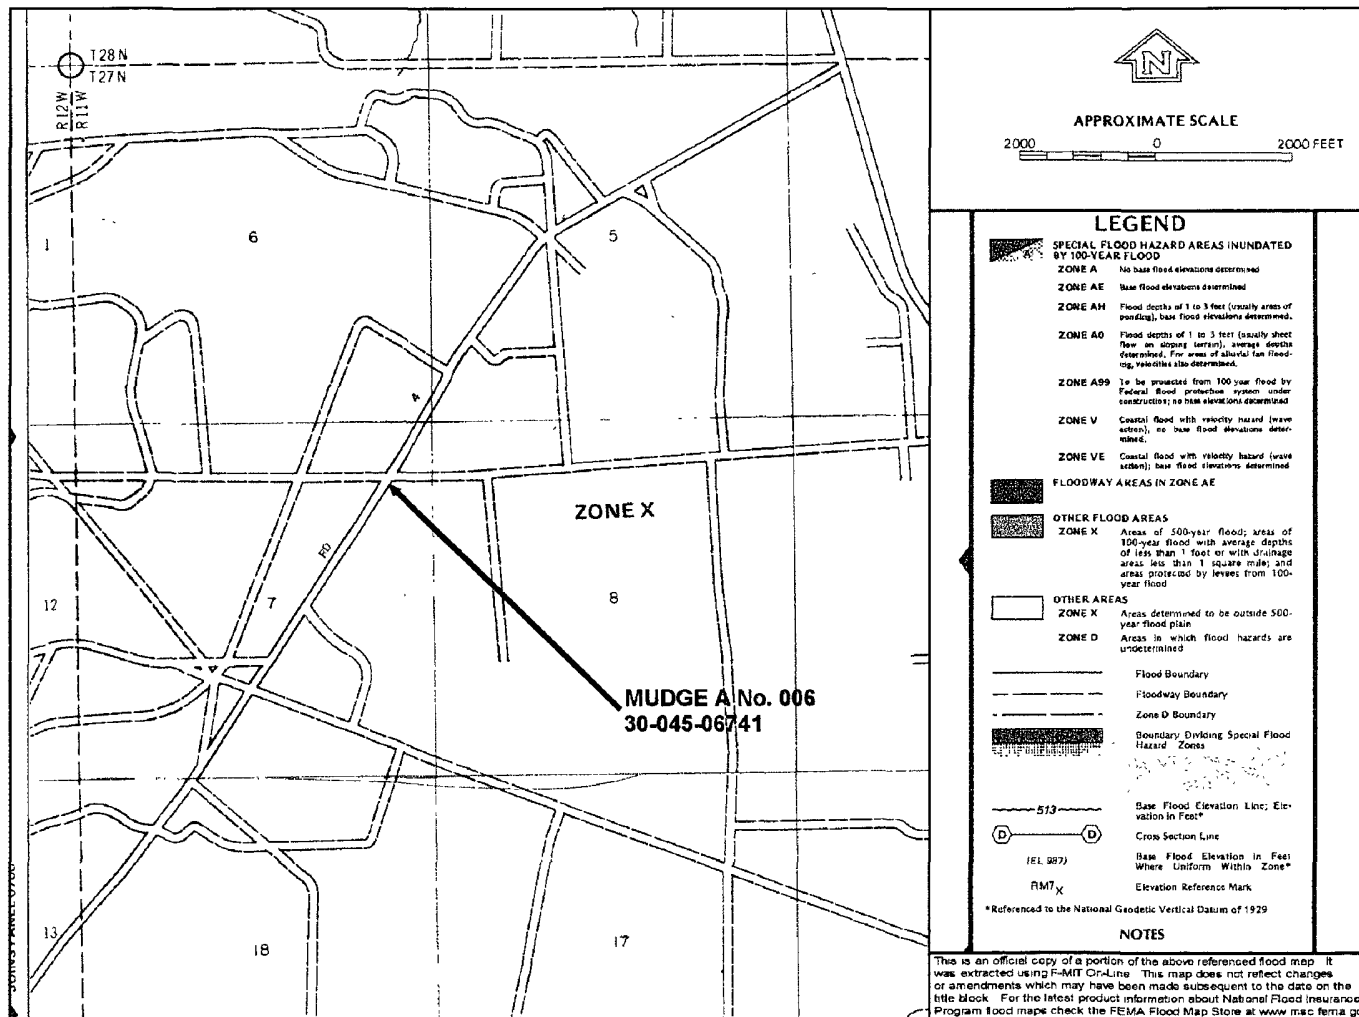 T28N
T27N
R12W
R11W
1
6
5
A
ZONE X
RD
12
7
8
MUDGE A No. 006
30-045-06741
13
18
17
N
APPROXIMATE SCALE
2000 0 2000 FEET
LEGEND
SPECIAL FLOOD HAZARD AREAS INUNDATED
BY 100-YEAR FLOOD
ZONE A No base flood elevations determined
ZONE AE Base flood elevations determined
ZONE AH Flood depths of 1 to 3 feet (usually areas of
ponding), base flood elevations determined.
ZONE AO Flood depths of 1 to 3 feet (usually sheet
flow on sloping terrain), average depths
determined. For areas of alluvial fan flood-
ing, velocities also determined.
ZONE A99 To be protected from 100 year flood by
Federal flood protection system under
construction; no base elevations determined
ZONE V Coastal flood with velocity hazard (wave
action), no base flood elevations deter-
mined.
ZONE VE Coastal flood with velocity hazard (wave
action); base flood elevations determined
FLOODWAY AREAS IN ZONE AE
OTHER FLOOD AREAS
ZONE X Areas of 500-year flood; areas of
100-year flood with average depths
of less than 1 foot or with drainage
areas less than 1 square mile; and
areas protected by levees from 100-
year flood
OTHER AREAS
ZONE X Areas determined to be outside 500-
year flood plain
ZONE D Areas in which flood hazards are
undetermined
Flood Boundary
Floodway Boundary
Zone D Boundary
Boundary Dividing Special Flood
Hazard Zones
513 Base Flood Elevation Line; Ele-
vation in Feet*
D D Cross Section Line
(EL 987) Base Flood Elevation in Feet
Where Uniform Within Zone*
RM7X Elevation Reference Mark
*Referenced to the National Geodetic Vertical Datum of 1929
NOTES
This is an official copy of a portion of the above referenced flood map It
was extracted using F-MIT On-Line This map does not reflect changes
or amendments which may have been made subsequent to the date on the
title block For the latest product information about National Flood Insurance
Program flood maps check the FEMA Flood Map Store at www msc fema go